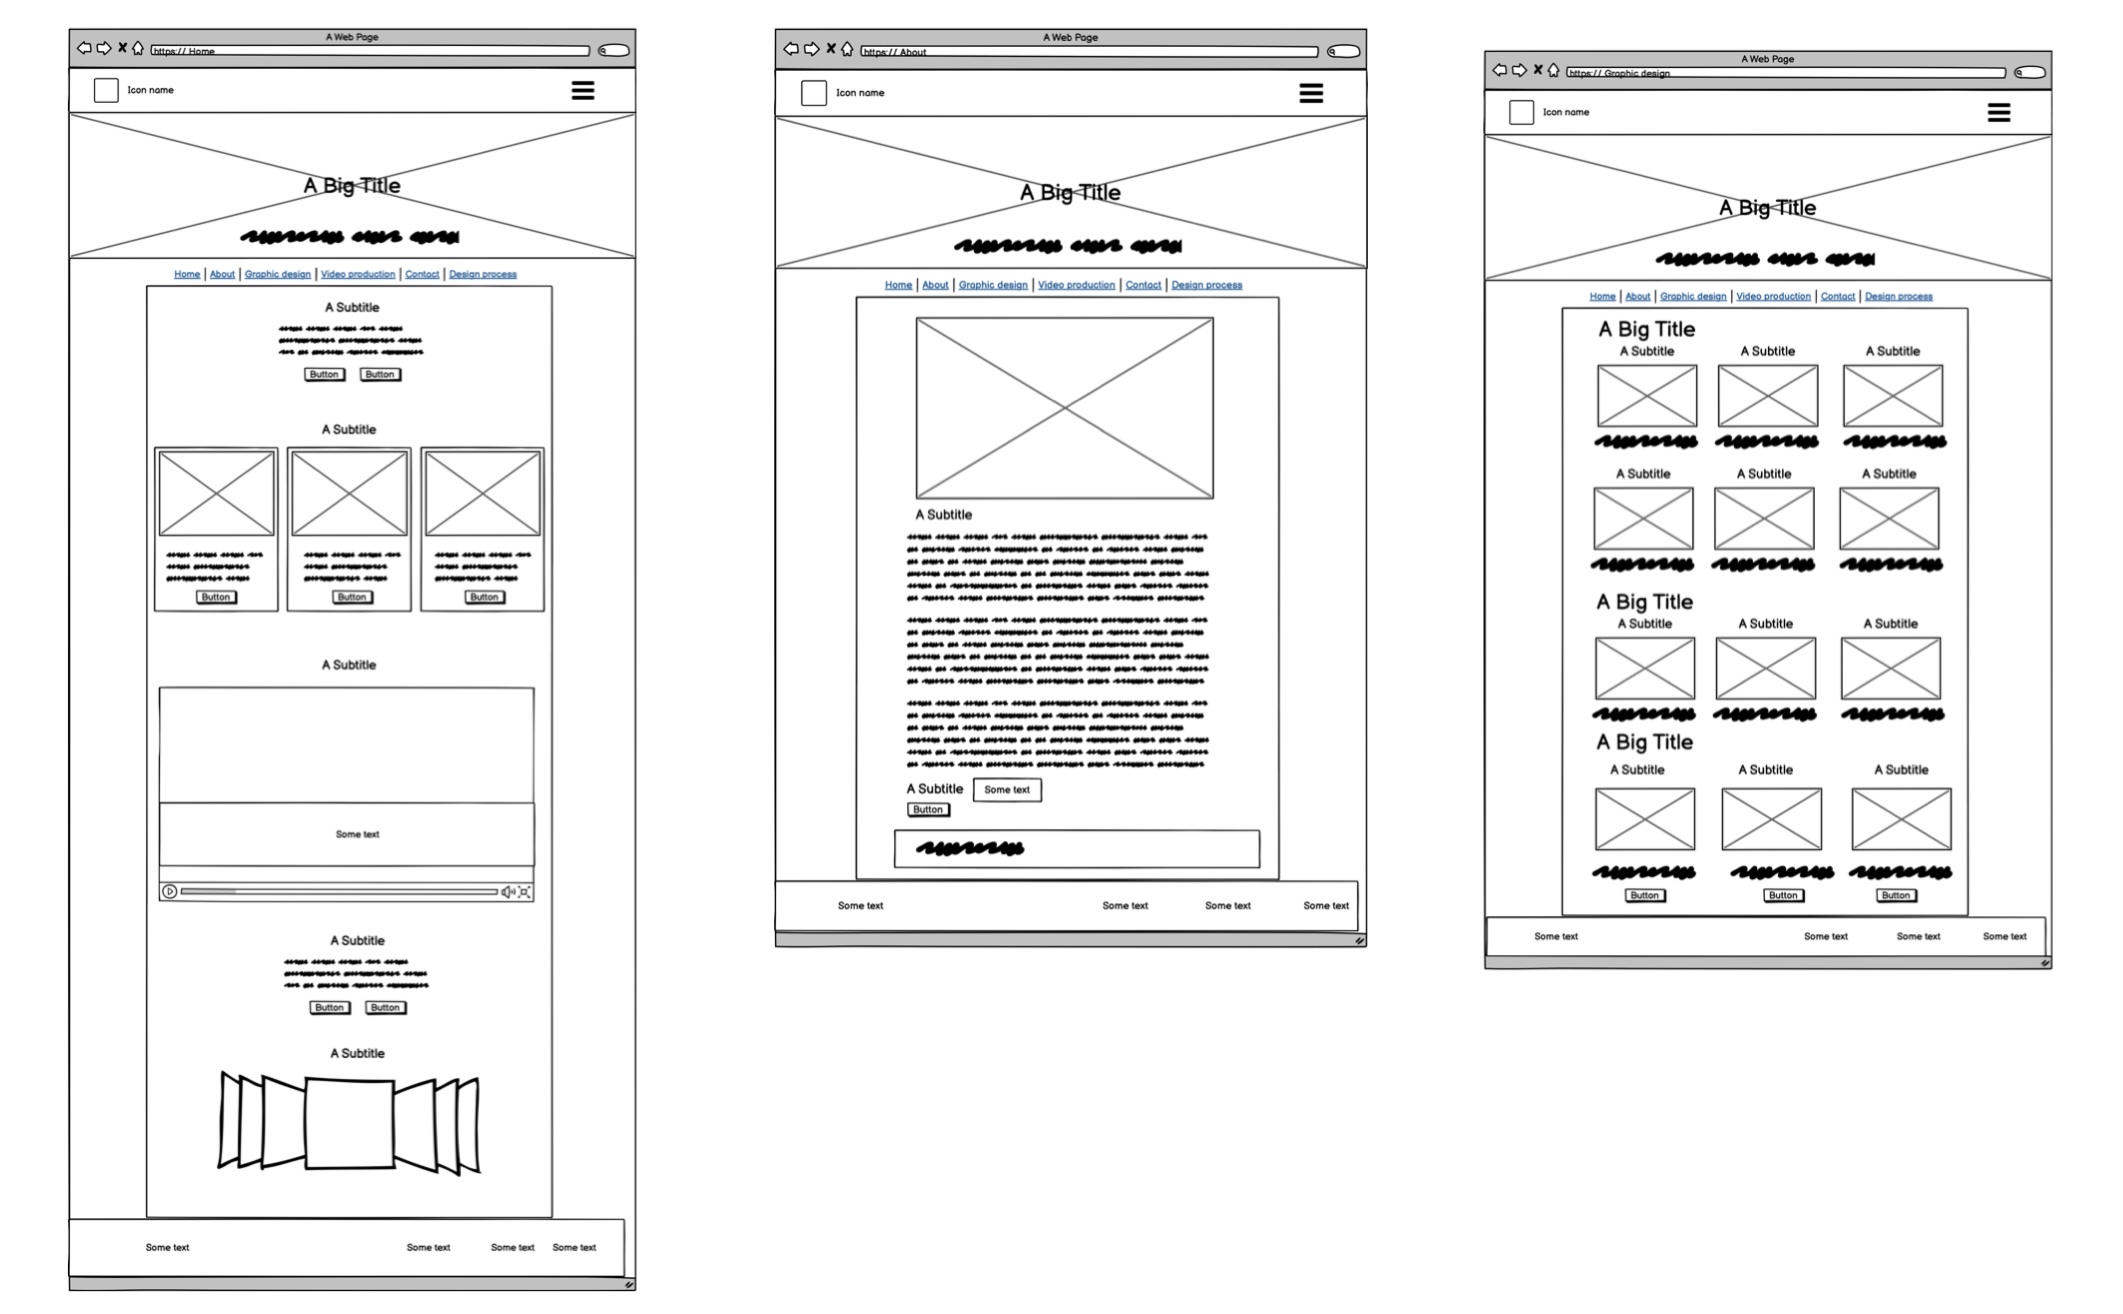 A Web Page
https:// Home
Icon name
A Big Title
Home | About | Graphic design | Video production | Contact | Design process
A Subtitle
Button Button
A Subtitle
Button Button Button
A Subtitle
Some text
A Subtitle
Button Button
A Subtitle
Some text Some text Some text Some text
A Web Page
https:// About
Icon name
A Big Title
Home | About | Graphic design | Video production | Contact | Design process
A Subtitle
A Subtitle Some text
Button
Some text Some text Some text Some text
A Web Page
https:// Graphic design
Icon name
A Big Title
Home | About | Graphic design | Video production | Contact | Design process
A Big Title
A Subtitle A Subtitle A Subtitle
A Subtitle A Subtitle A Subtitle
A Big Title
A Subtitle A Subtitle A Subtitle
A Big Title
A Subtitle A Subtitle A Subtitle
Button Button Button
Some text Some text Some text Some text